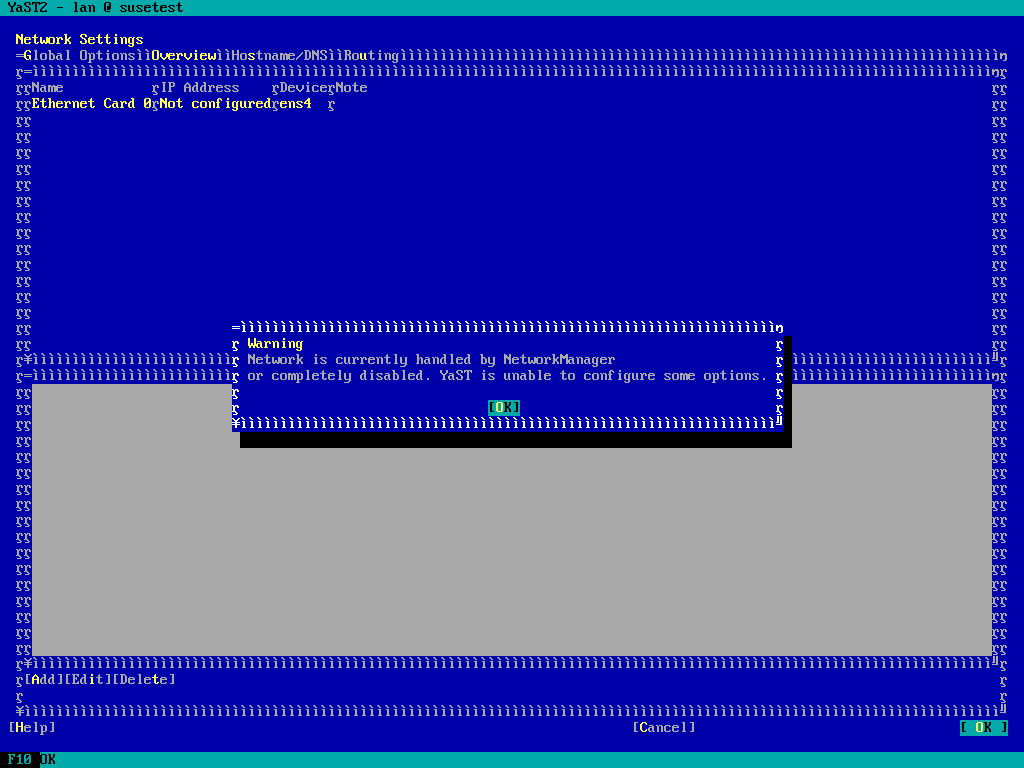 YaST2 - lan @ susetest
Network Settings
Global Options Overview Hostname/DNS Routing
Name IP Address Device Note
Ethernet Card 0 Not configured ens4
Warning
Network is currently handled by NetworkManager
or completely disabled. YaST is unable to configure some options.
[OK]
[Add][Edit][Delete]
[Help] [Cancel] [ OK ]
F10 OK